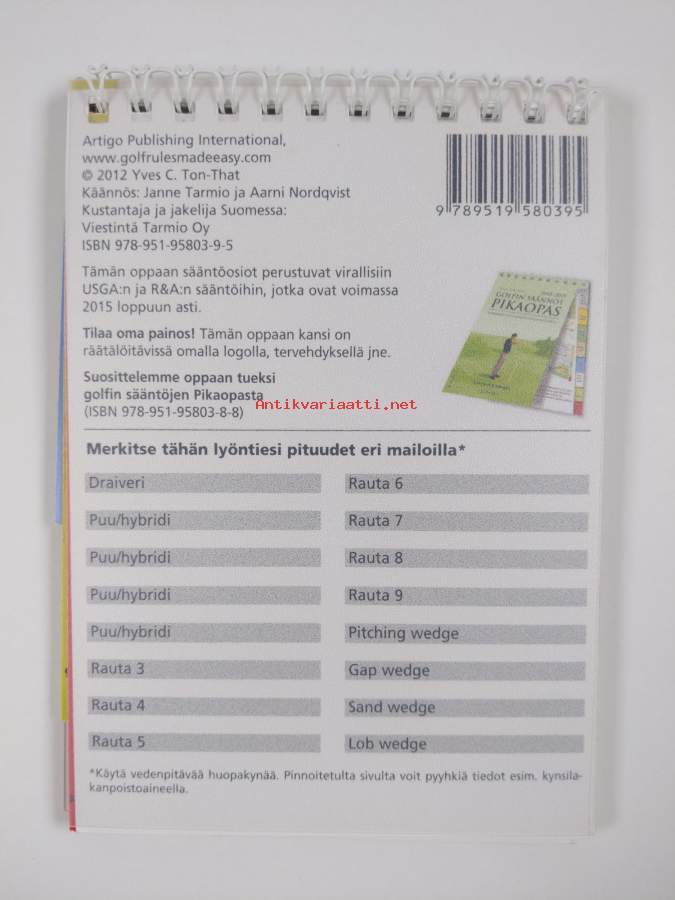 Artigo Publishing International,
www.golfrulesmadeeasy.com
© 2012 Yves C. Ton-That
Käännös: Janne Tarmio ja Aarni Nordqvist
Kustantaja ja jakelija Suomessa:
Viestintä Tarmio Oy
ISBN 978-951-95803-9-5
9 789519 580395
Tämän oppaan sääntöosiot perustuvat virallisiin
USGA:n ja R&A:n sääntöihin, jotka ovat voimassa
2015 loppuun asti.
Tilaa oma painos! Tämän oppaan kansi on
räätälöitävissä omalla logolla, tervehdyksellä jne.
Suosittelemme oppaan tueksi
golfin sääntöjen Pikaopasta
(ISBN 978-951-95803-8-8)
GOLFIN SÄÄNNÖT
PIKAOPAS
Antikvariaatti.net
Merkitse tähän lyöntiesi pituudet eri mailoilla*
Draiveri
Puu/hybridi
Puu/hybridi
Puu/hybridi
Puu/hybridi
Rauta 3
Rauta 4
Rauta 5
Rauta 6
Rauta 7
Rauta 8
Rauta 9
Pitching wedge
Gap wedge
Sand wedge
Lob wedge
*Käytä vedenpitävää huopakynää. Pinnoitetulta sivulta voit pyyhkiä tiedot esim. kynsila-
kanpoistoaineella.